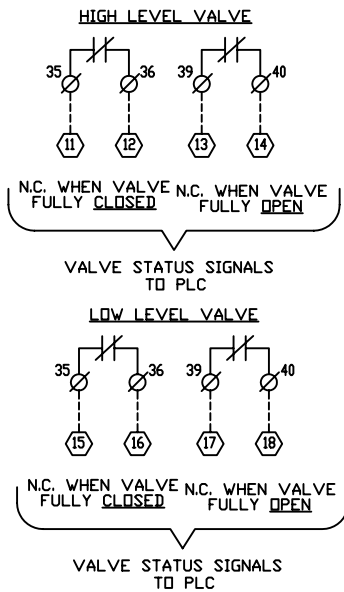 HIGH LEVEL VALVE
35 36 39 40
11 12 13 14
N.C. WHEN VALVE
FULLY CLOSED
N.C. WHEN VALVE
FULLY OPEN
VALVE STATUS SIGNALS
TO PLC
LOW LEVEL VALVE
35 36 39 40
15 16 17 18
N.C. WHEN VALVE
FULLY CLOSED
N.C. WHEN VALVE
FULLY OPEN
VALVE STATUS SIGNALS
TO PLC